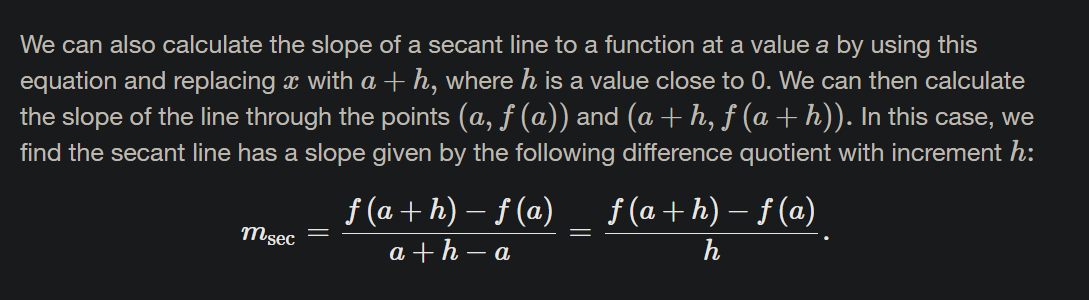 We can also calculate the slope of a secant line to a function at a value a by using this
equation and replacing x with a + h, where h is a value close to 0. We can then calculate
the slope of the line through the points (a, f (a)) and (a + h, f (a + h)). In this case, we
find the secant line has a slope given by the following difference quotient with increment h:
m_sec = \frac{f (a + h) − f (a)}{a + h − a} = \frac{f (a + h) − f (a)}{h}.